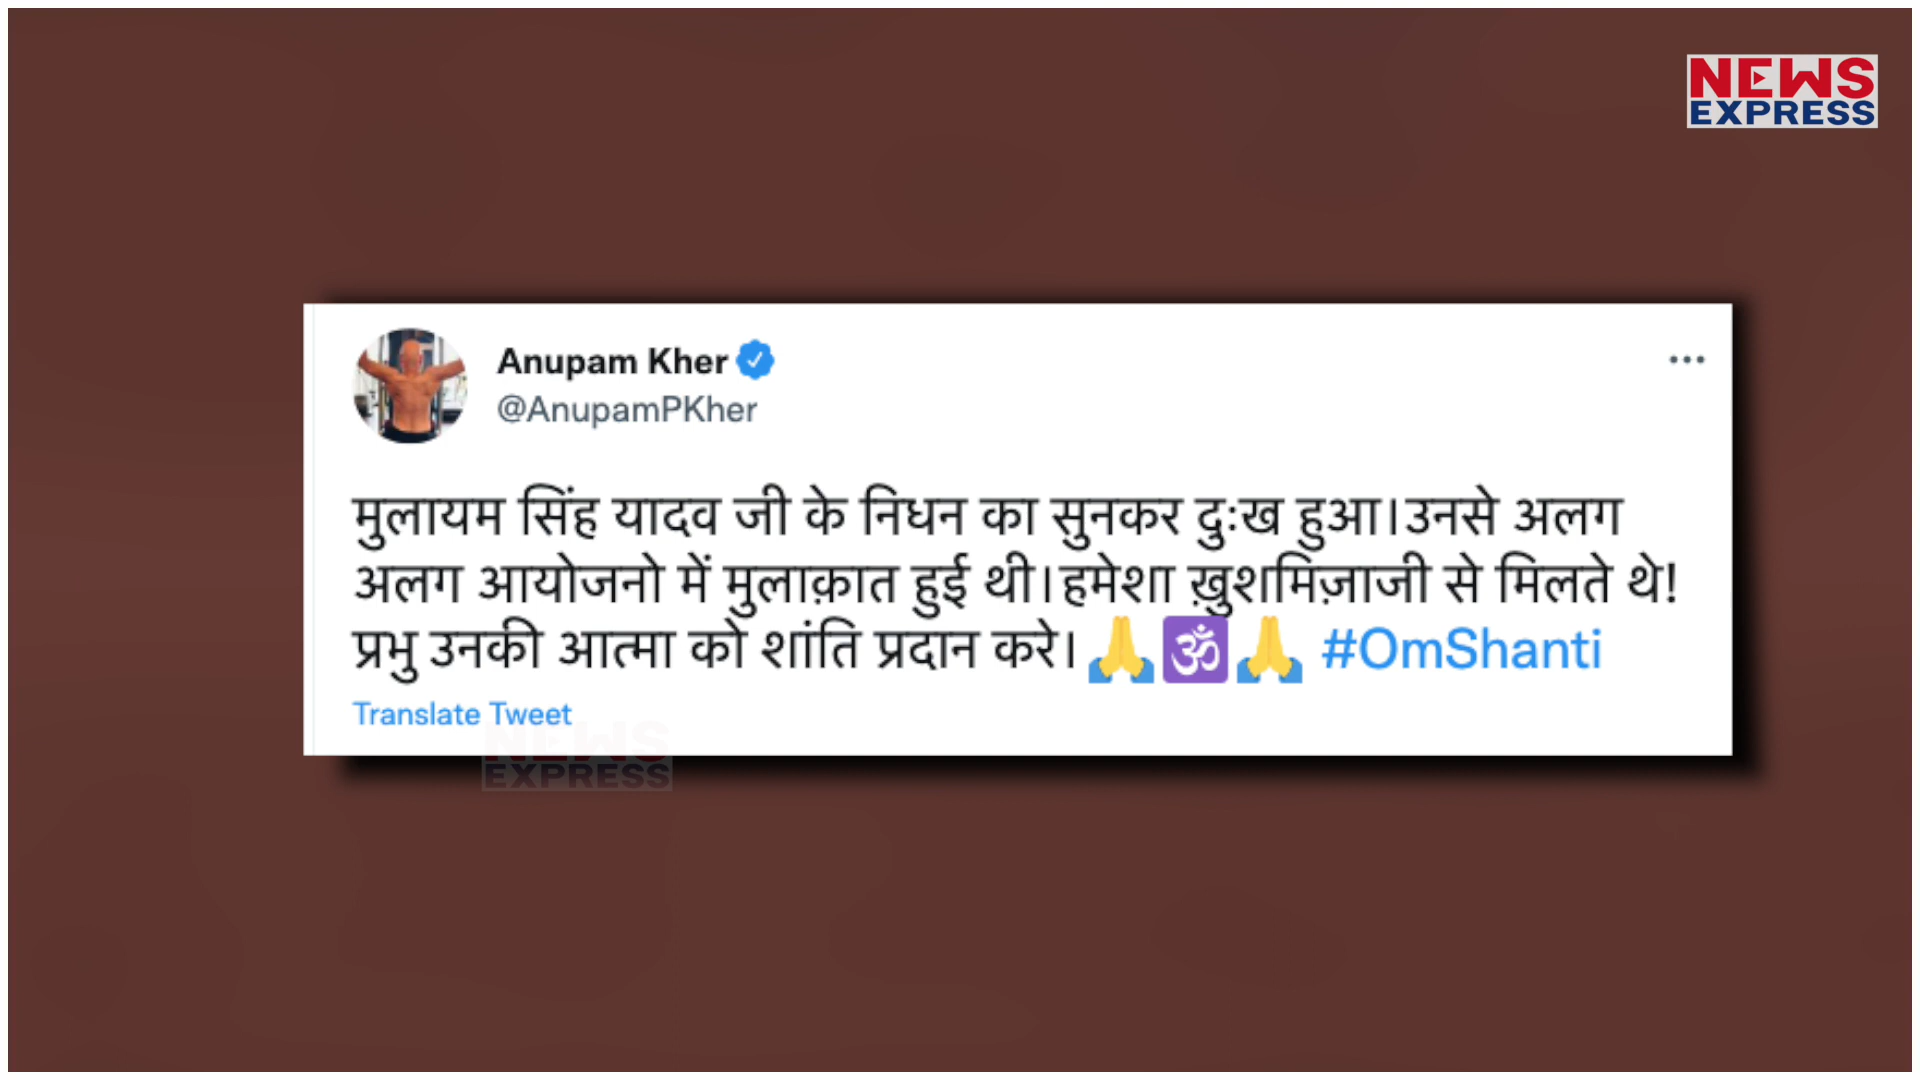 NEWS
EXPRESS
Anupam Kher
@AnupamPKher
मुलायम सिंह यादव जी के निधन का सुनकर दुःख हुआ।उनसे अलग
अलग आयोजनो में मुलाक़ात हुई थी।हमेशा ख़ुशमिज़ाजी से मिलते थे!
प्रभु उनकी आत्मा को शांति प्रदान करे।🙏🕉️🙏 #OmShanti
Translate Tweet
NEWS
EXPRESS